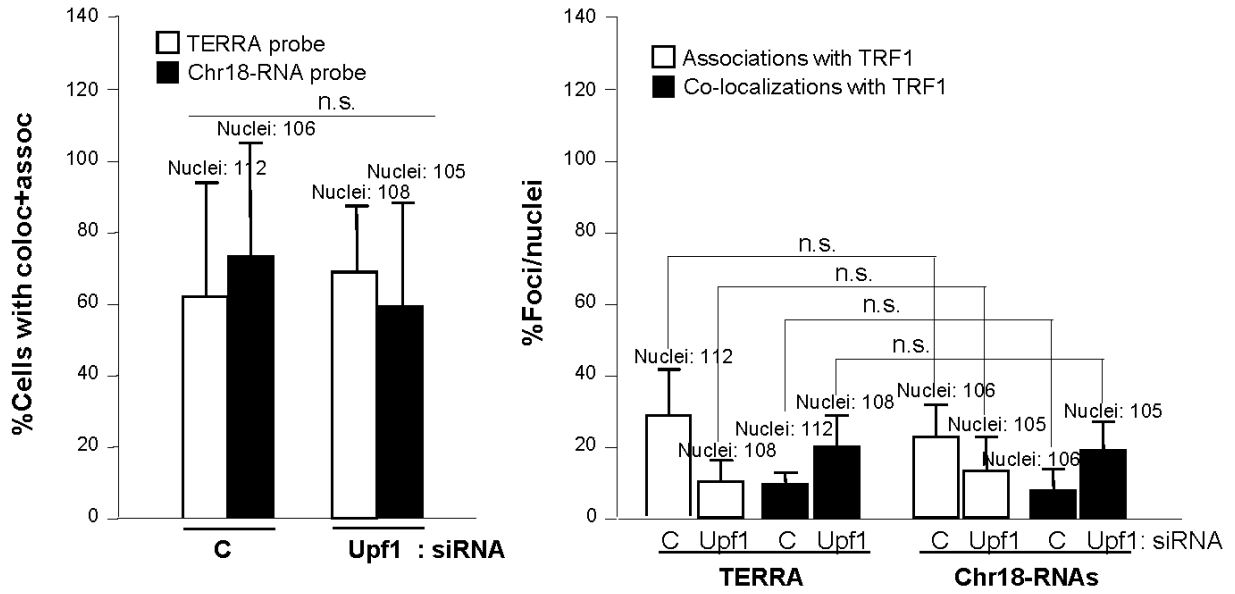 %Cells with coloc+assoc
140
120
100
80
60
40
20
0
TERRA probe
Chr18-RNA probe
n.s.
Nuclei: 106
Nuclei: 112
Nuclei: 105
Nuclei: 108
C
Upf1 : siRNA
%Foci/nuclei
140
120
100
80
60
40
20
0
Associations with TRF1
Co-localizations with TRF1
n.s.
n.s.
n.s.
n.s.
Nuclei: 112
Nuclei: 108
Nuclei: 112
Nuclei: 108
Nuclei: 106
Nuclei: 105
Nuclei: 106
Nuclei: 105
C Upf1 C Upf1 C Upf1 C Upf1: siRNA
TERRA Chr18-RNAs